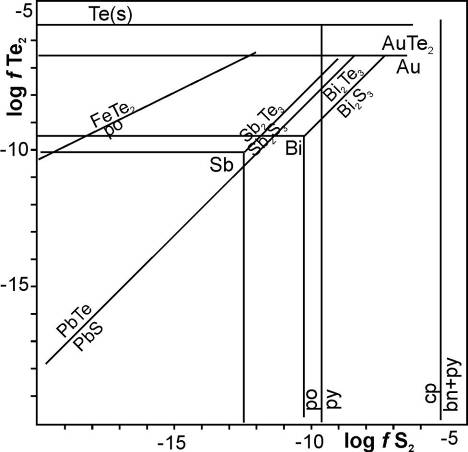 -5
Te(s)
log f Te₂
AuTe₂
Au
FeTe₂
po
Sb₂Te₃
Sb₂S₃
Bi₂Te₃
Bi₂S₃
-10
Sb
Bi
-15
PbTe
PbS
po
py
cp
bn+py
-15
-10
log f S₂
-5